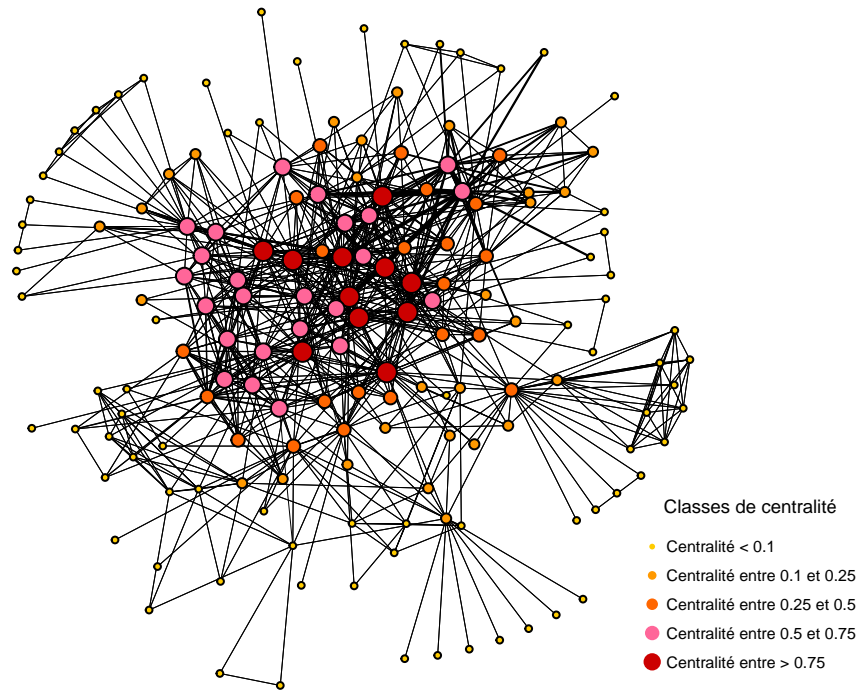 Classes de centralité
Centralité < 0.1
Centralité entre 0.1 et 0.25
Centralité entre 0.25 et 0.5
Centralité entre 0.5 et 0.75
Centralité entre > 0.75